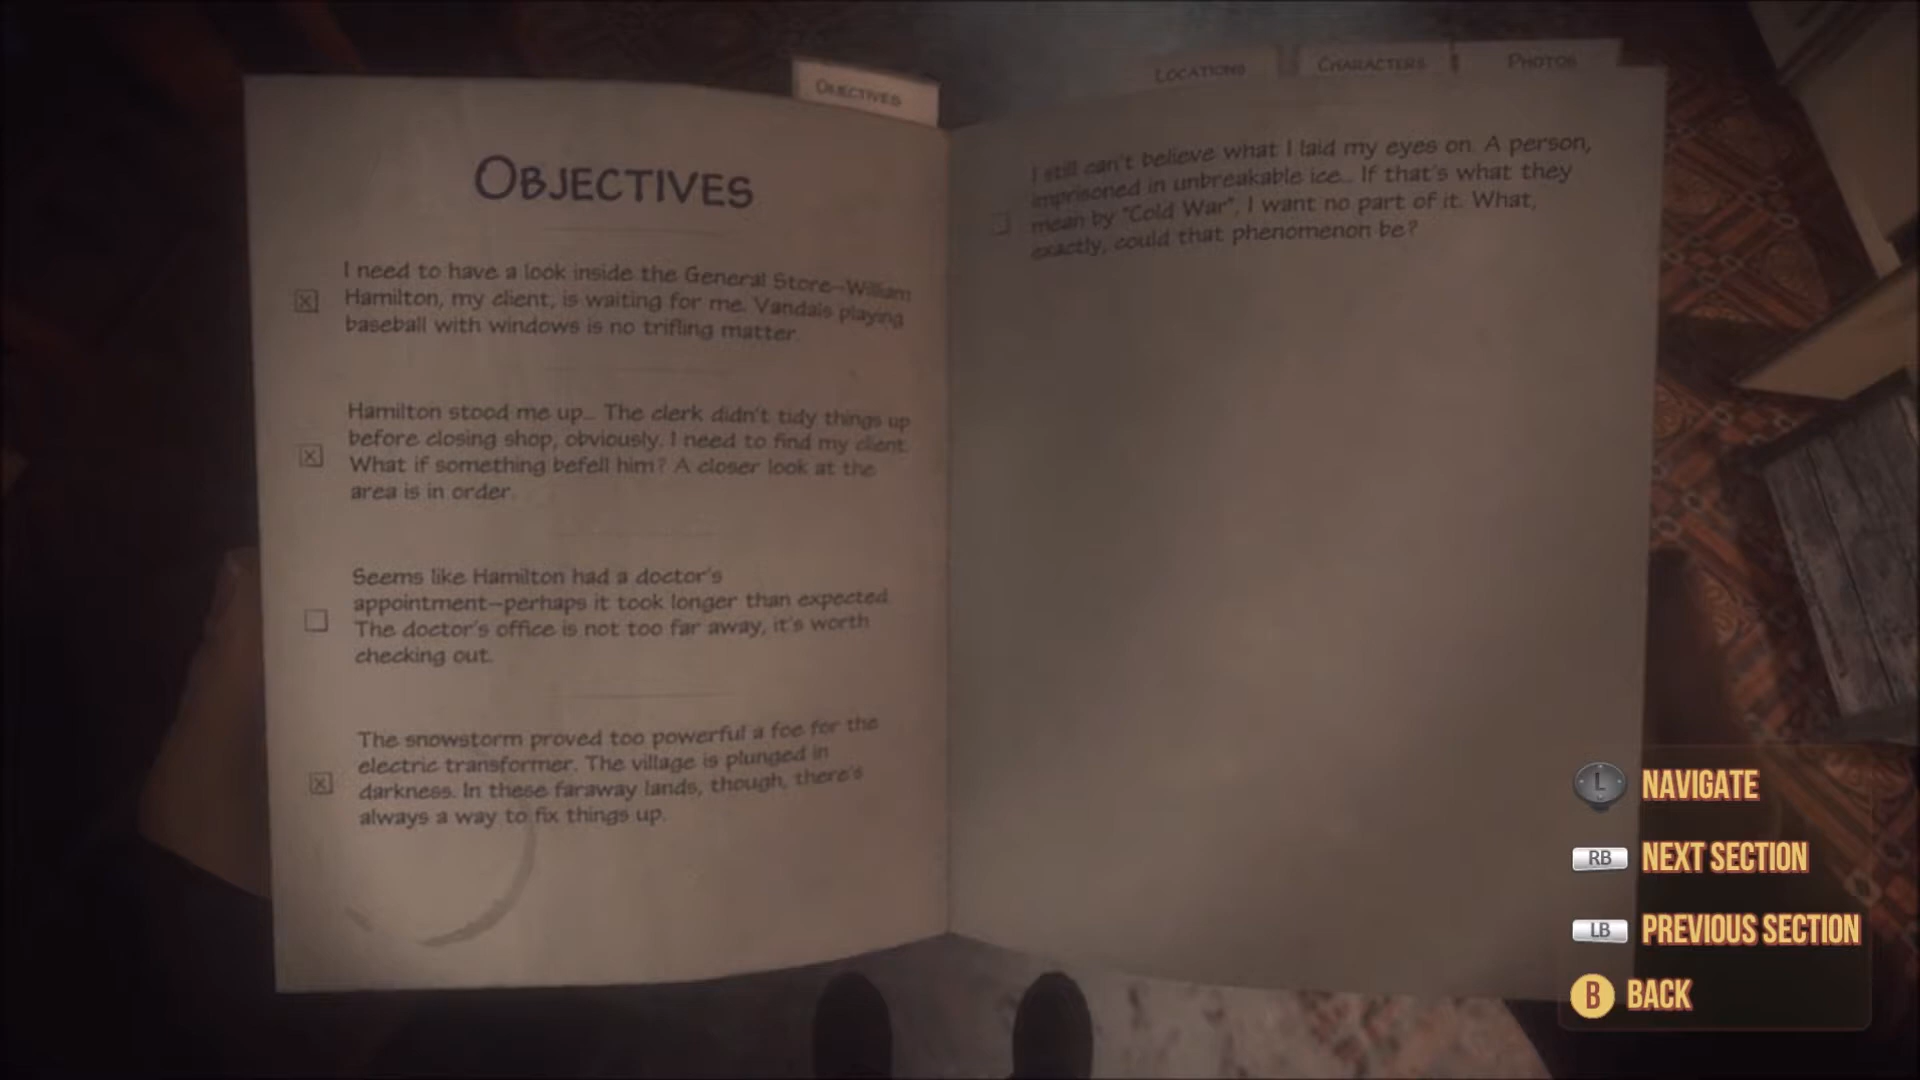 OBJECTIVES
LOCATIONS
CHARACTERS
PHOTOS
OBJECTIVES
I need to have a look inside the General Store—William
Hamilton, my client, is waiting for me. Vandals playing
baseball with windows is no trifling matter.
Hamilton stood me up... The clerk didn't tidy things up
before closing shop, obviously. I need to find my client.
What if something befell him? A closer look at the
area is in order.
Seems like Hamilton had a doctor's
appointment—perhaps it took longer than expected.
The doctor's office is not too far away, it's worth
checking out.
The snowstorm proved too powerful a foe for the
electric transformer. The village is plunged in
darkness. In these faraway lands, though, there's
always a way to fix things up.
I still can't believe what I laid my eyes on. A person,
imprisoned in unbreakable ice... If that's what they
mean by "Cold War", I want no part of it. What,
exactly, could that phenomenon be?
L NAVIGATE
RB NEXT SECTION
LB PREVIOUS SECTION
B BACK